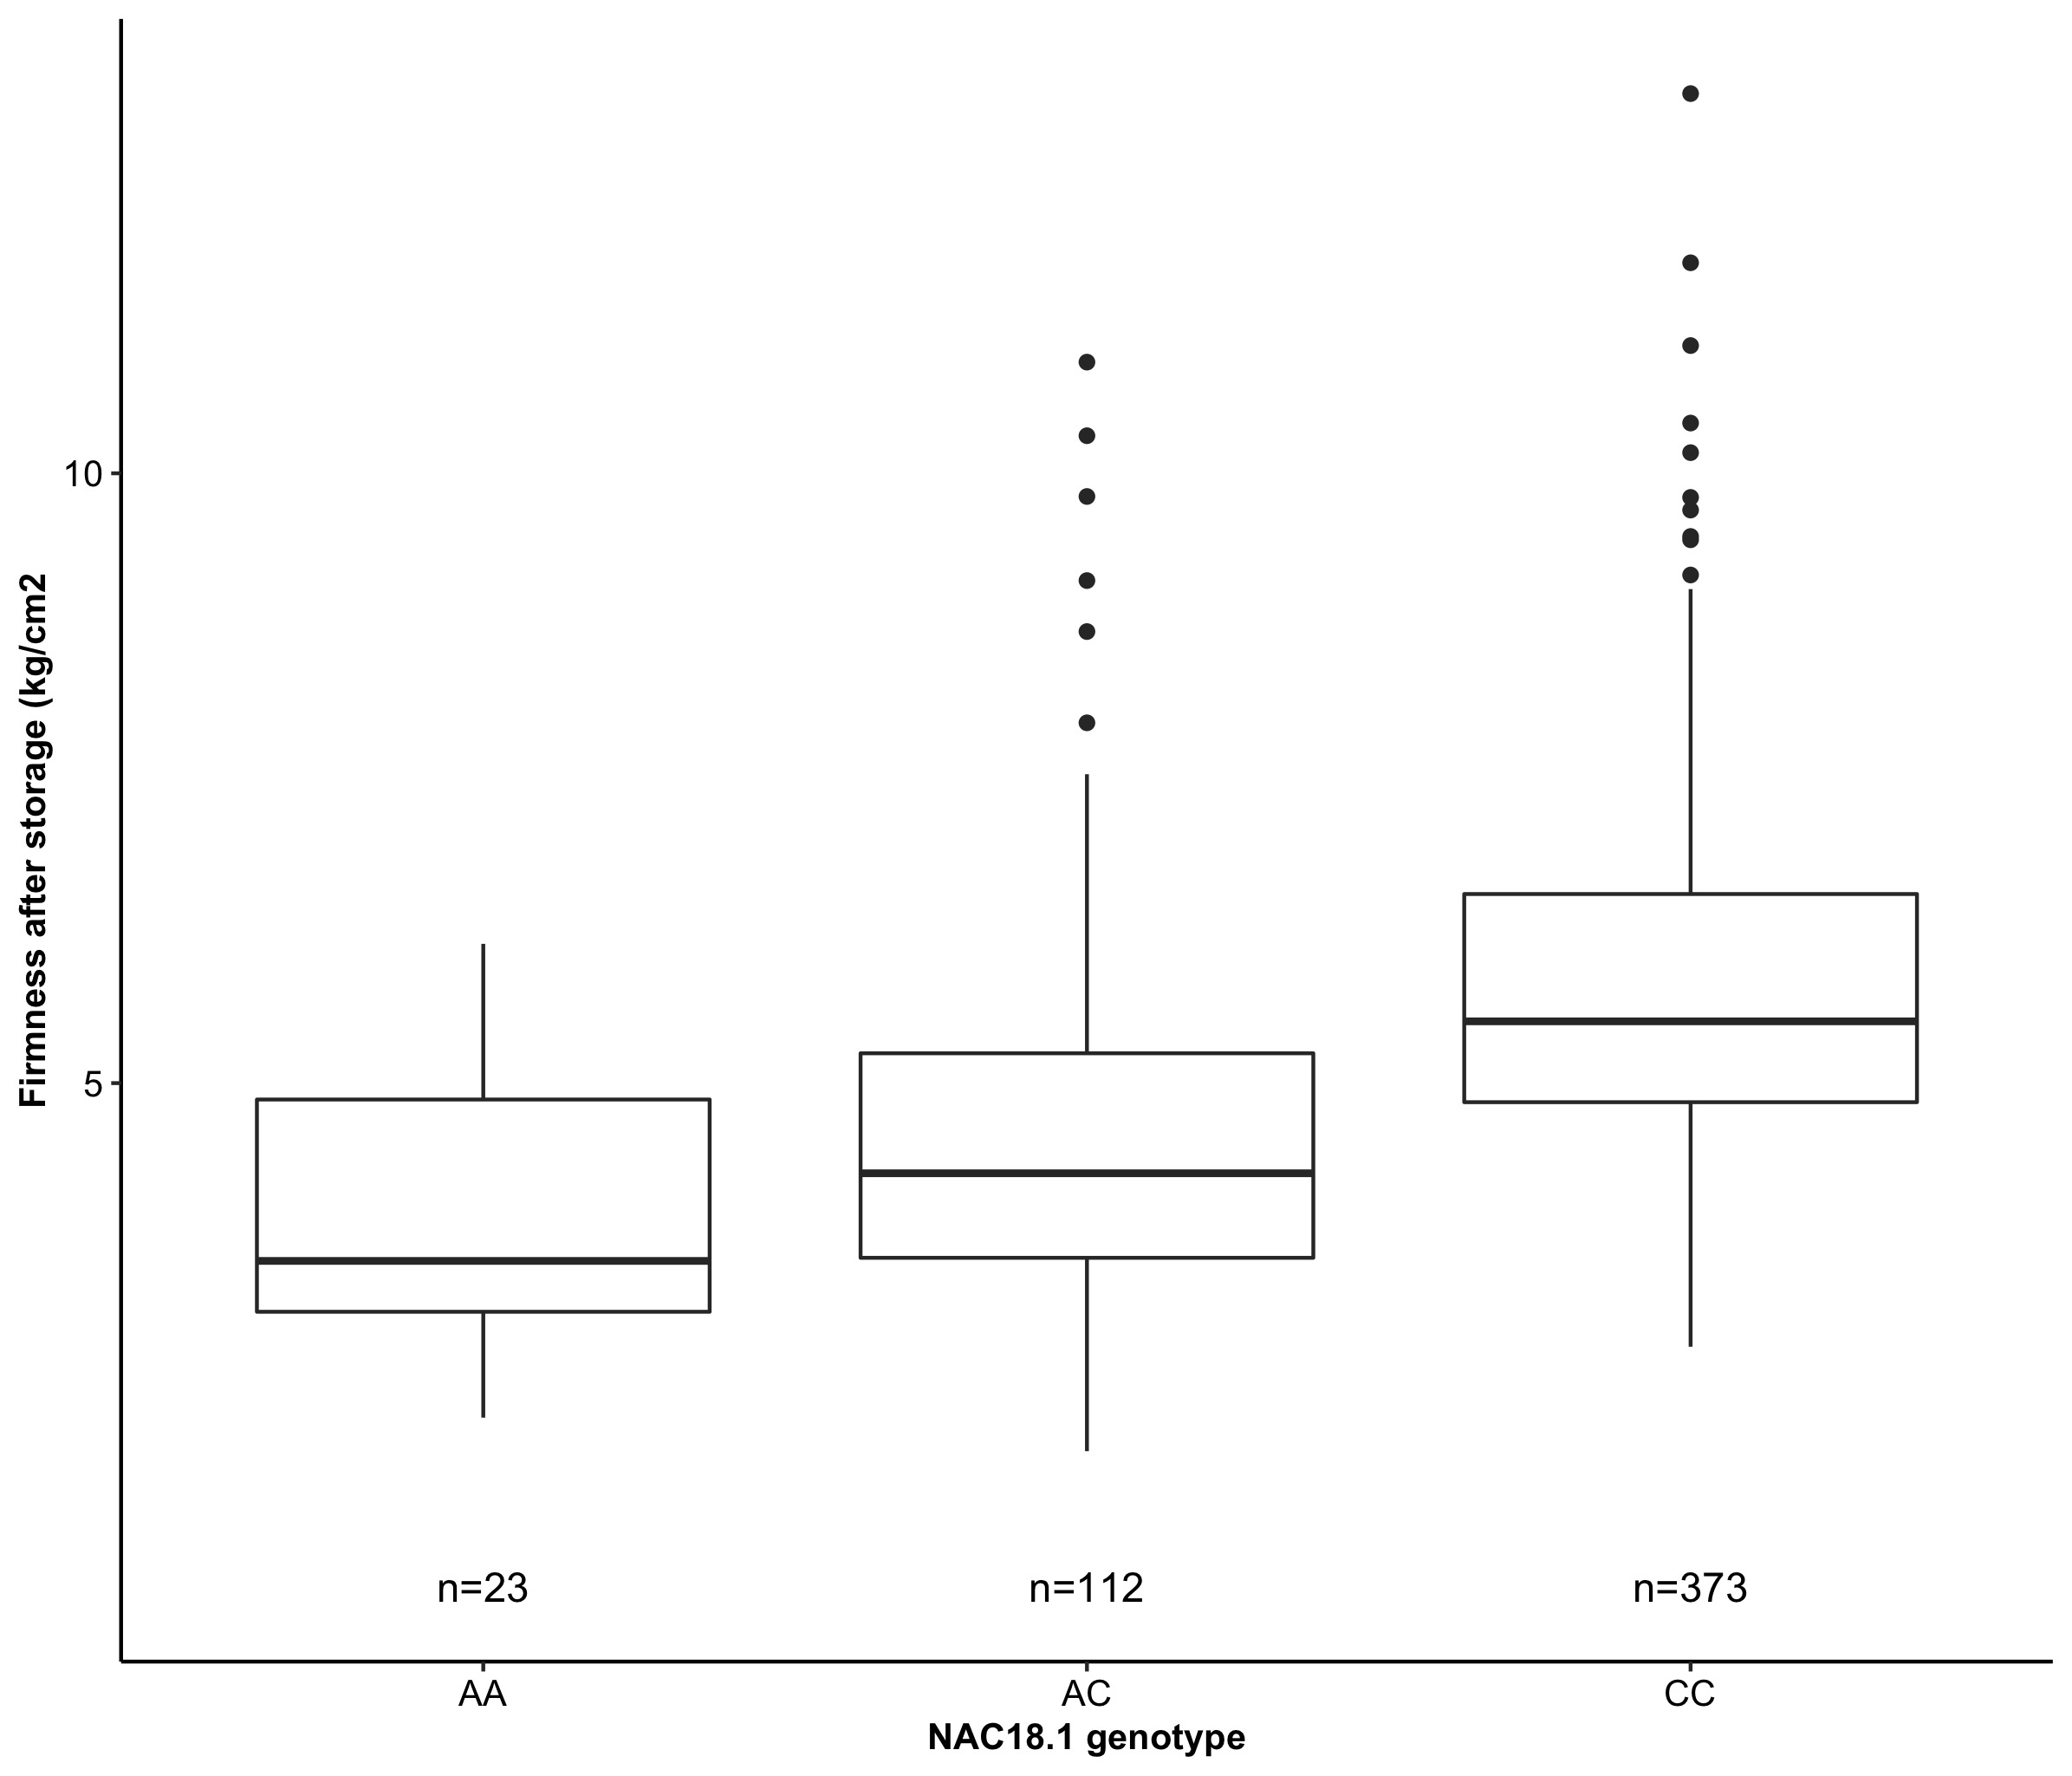 10
5
Firmness after storage (kg/cm2
n=23
n=112
n=373
AA
AC
CC
NAC18.1 genotype